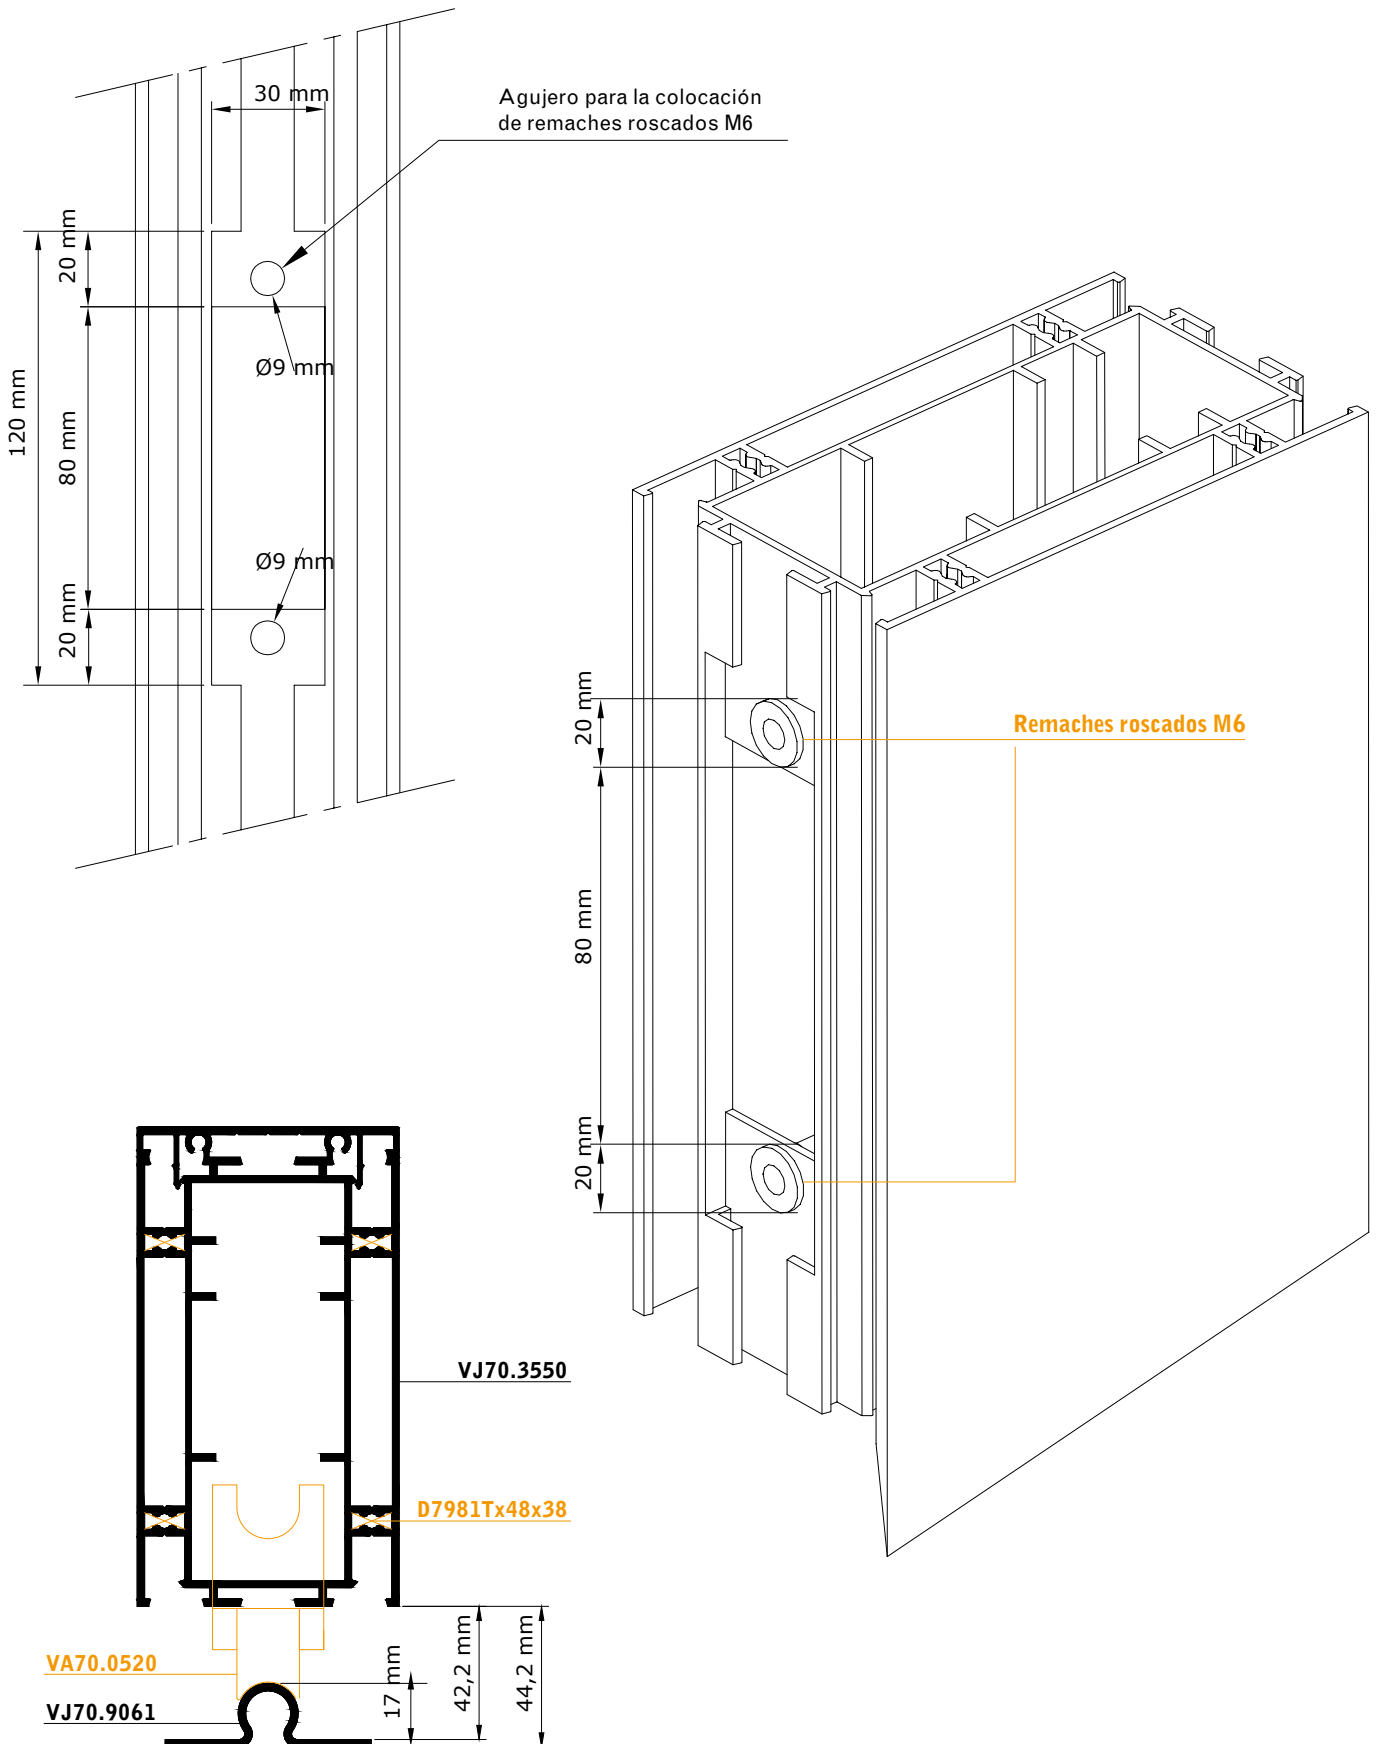 30 mm
Agujero para la colocación
de remaches roscados M6
20 mm
120 mm
80 mm
Ø9 mm
Ø9 mm
20 mm
20 mm
Remaches roscados M6
80 mm
20 mm
VJ70.3550
D7981Tx48x38
VA70.0520
VJ70.9061
17 mm
42,2 mm
44,2 mm